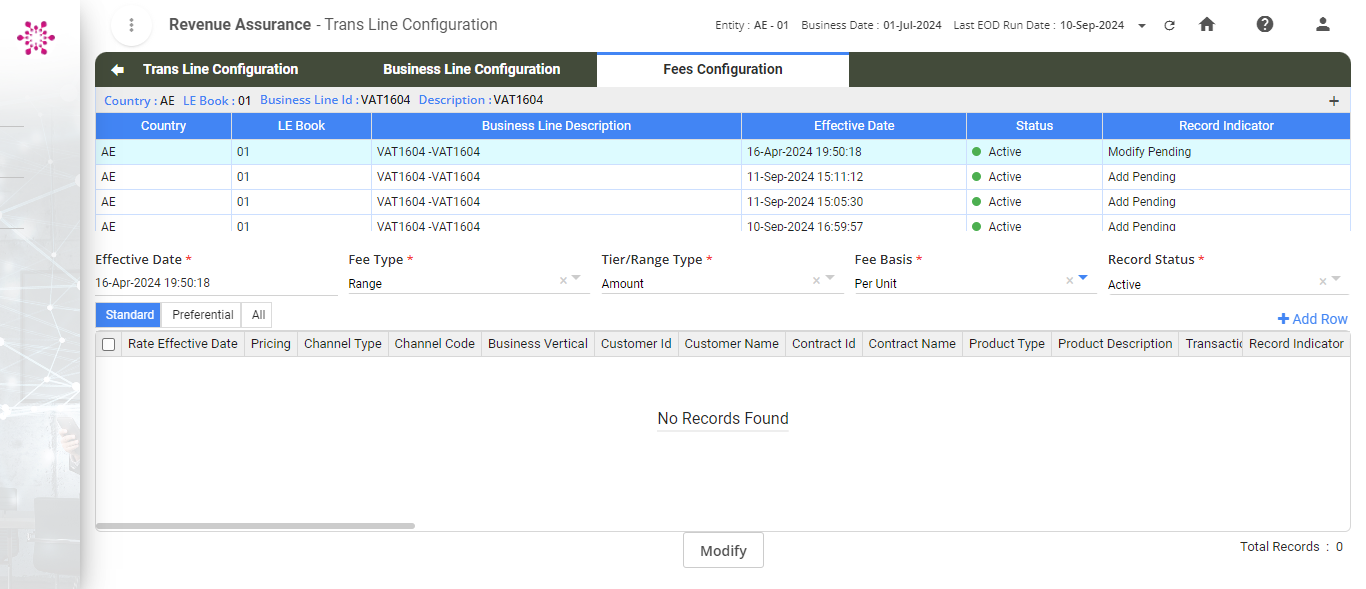 Revenue Assurance - Trans Line Configuration
Entity : AE - 01 Business Date : 01-Jul-2024 Last EOD Run Date : 10-Sep-2024
Trans Line Configuration Business Line Configuration Fees Configuration
Country : AE LE Book : 01 Business Line Id : VAT1604 Description : VAT1604 +
Country LE Book Business Line Description Effective Date Status Record Indicator
AE 01 VAT1604 -VAT1604 16-Apr-2024 19:50:18 Active Modify Pending
AE 01 VAT1604 -VAT1604 11-Sep-2024 15:11:12 Active Add Pending
AE 01 VAT1604 -VAT1604 11-Sep-2024 15:05:30 Active Add Pending
AE 01 VAT1604 -VAT1604 10-Sep-2024 16:59:57 Active Add Pending
Effective Date * Fee Type * Tier/Range Type * Fee Basis * Record Status *
16-Apr-2024 19:50:18 Range × Amount × Per Unit × Active ×
Standard Preferential All
+ Add Row
Rate Effective Date Pricing Channel Type Channel Code Business Vertical Customer Id Customer Name Contract Id Contract Name Product Type Product Description Transactic Record Indicator
No Records Found
Modify
Total Records : 0